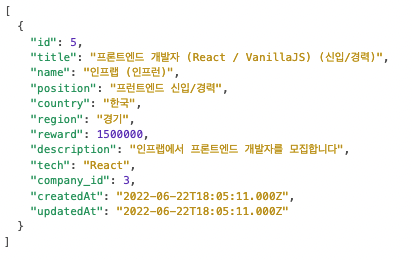 [
{
"id": 5,
"title": "프론트엔드 개발자 (React / VanillaJS) (신입/경력)",
"name": "인프랩 (인프런)",
"position": "프런트엔드 신입/경력",
"country": "한국",
"region": "경기",
"reward": 1500000,
"description": "인프랩에서 프론트엔드 개발자를 모집합니다",
"tech": "React",
"company_id": 3,
"createdAt": "2022-06-22T18:05:11.000Z",
"updatedAt": "2022-06-22T18:05:11.000Z"
}
]